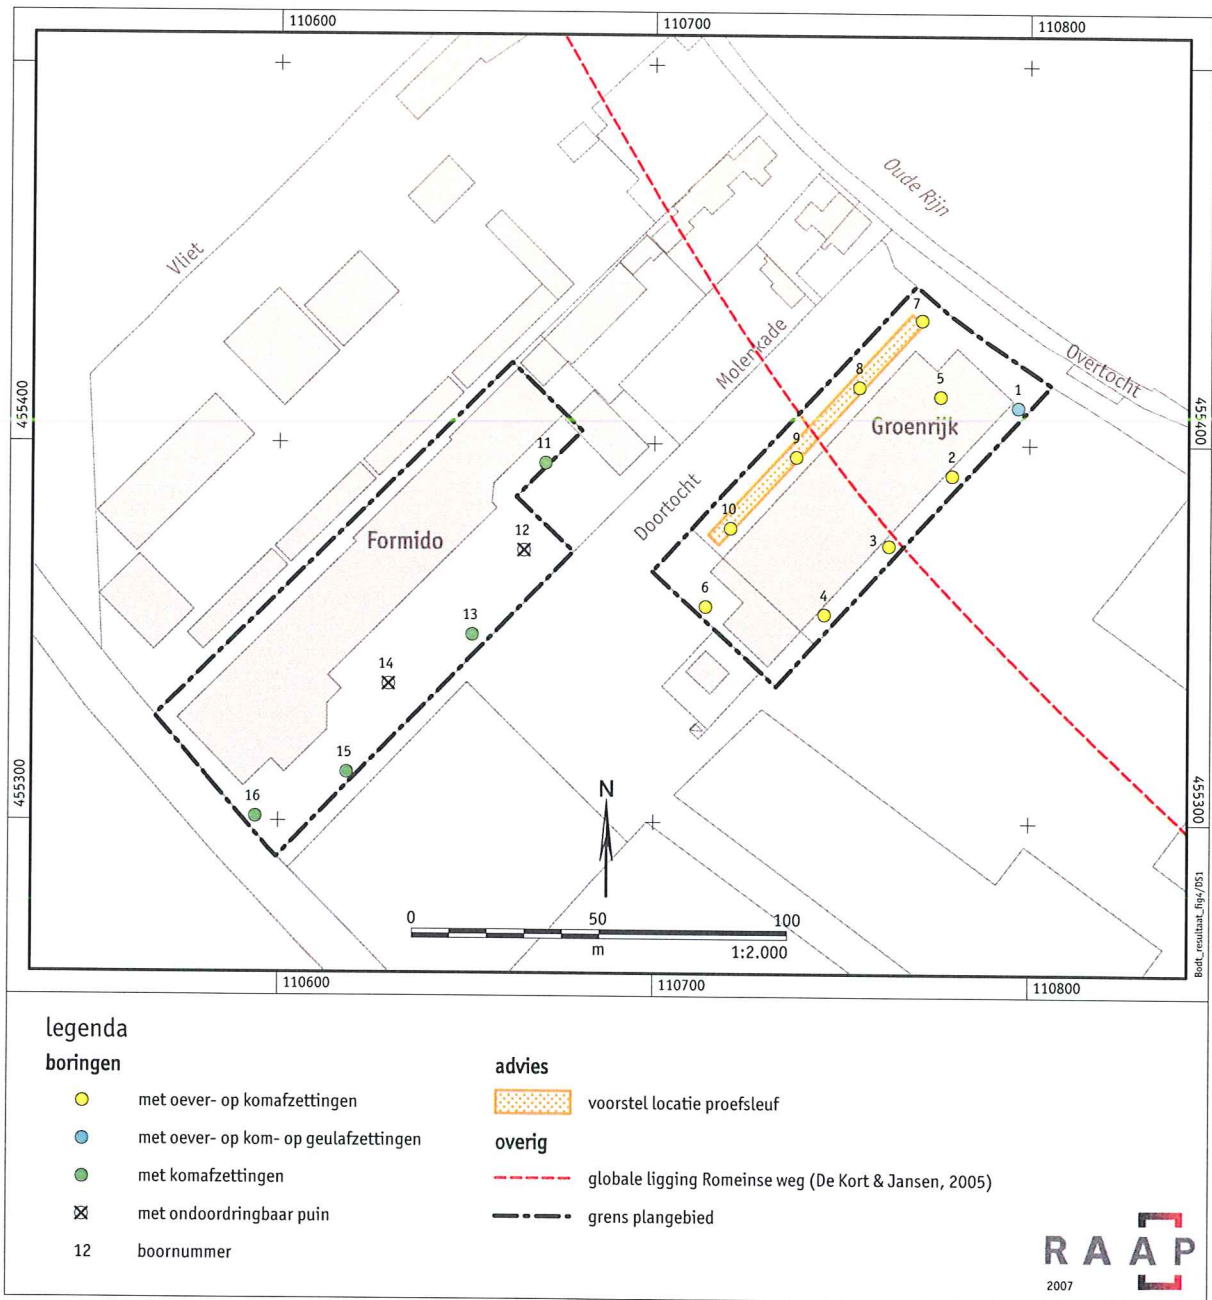 110600
110700
110800
Oude Rijn
Vliet
7
Molenkade
Overtocht
8
5
1
455400
455400
Groenrijk
11
9
2
Doortocht
10
12
Formido
3
6
4
13
14
15
455300
455300
16
N
0
50
100
m
1:2.000
Bodt_resultaat_fig4/DS1
110600
110700
110800
legenda
boringen
met oever- op komafzettingen
met oever- op kom- op geulafzettingen
met komafzettingen
met ondoordringbaar puin
12 boornummer
advies
voorstel locatie proefsleuf
overig
globale ligging Romeinse weg (De Kort & Jansen, 2005)
grens plangebied
RAAP
2007